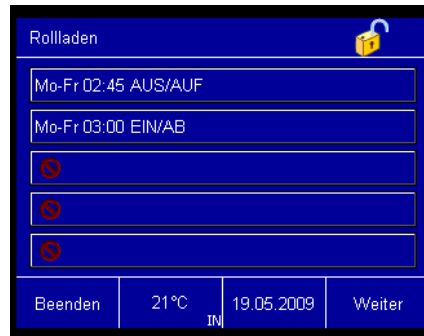 Rollladen
Mo-Fr 02:45 AUS/AUF
Mo-Fr 03:00 EIN/AB
Beenden 21°C IN 19.05.2009 Weiter